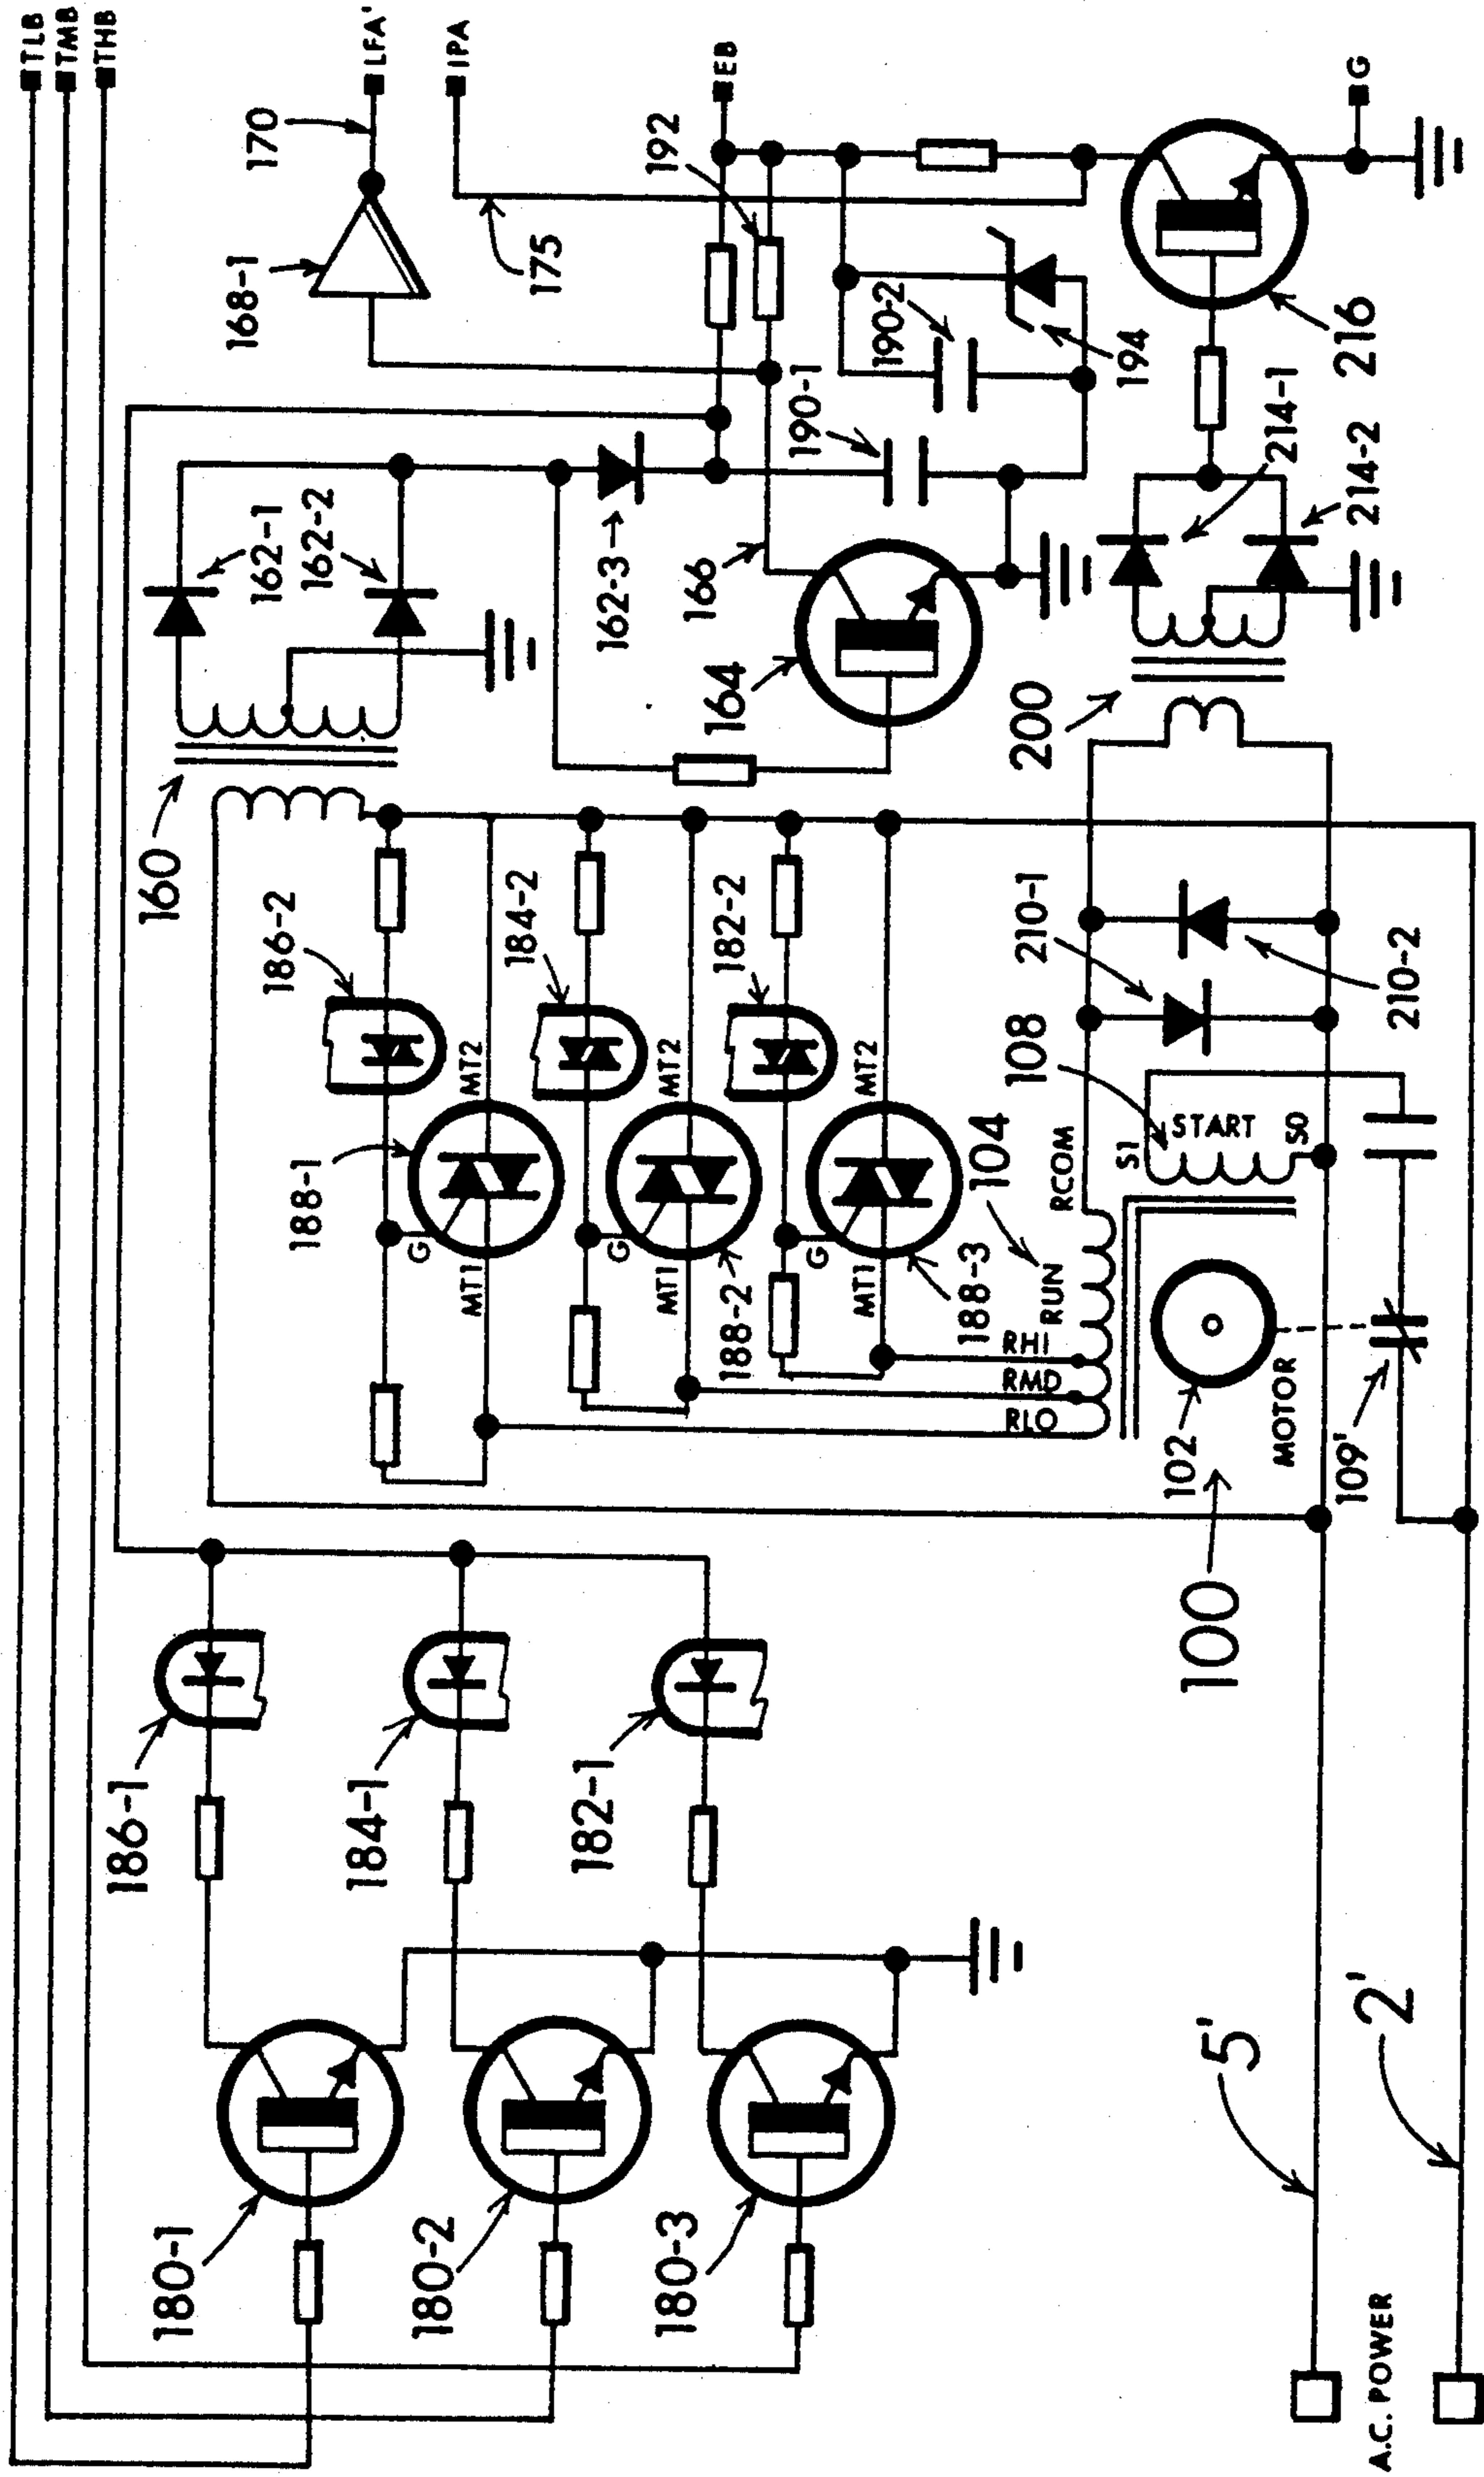 TLB
TMB
THB
LFA'
170
168-1
IPA
175
EB
192
G
160
162-1
162-2
162-3
166
164
190-1
190-2
194
216
214-1
214-2
200
186-2
184-2
182-2
188-1
G
MT1
MT2
188-2
G
MT1
MT2
188-3
G
MT1
MT2
RHI
RMD
RLO
RUN
104
RCOM
108
S1
START
S0
210-1
210-2
102
MOTOR
109'
100
186-1
184-1
182-1
180-1
180-2
180-3
5'
2'
A.C. POWER